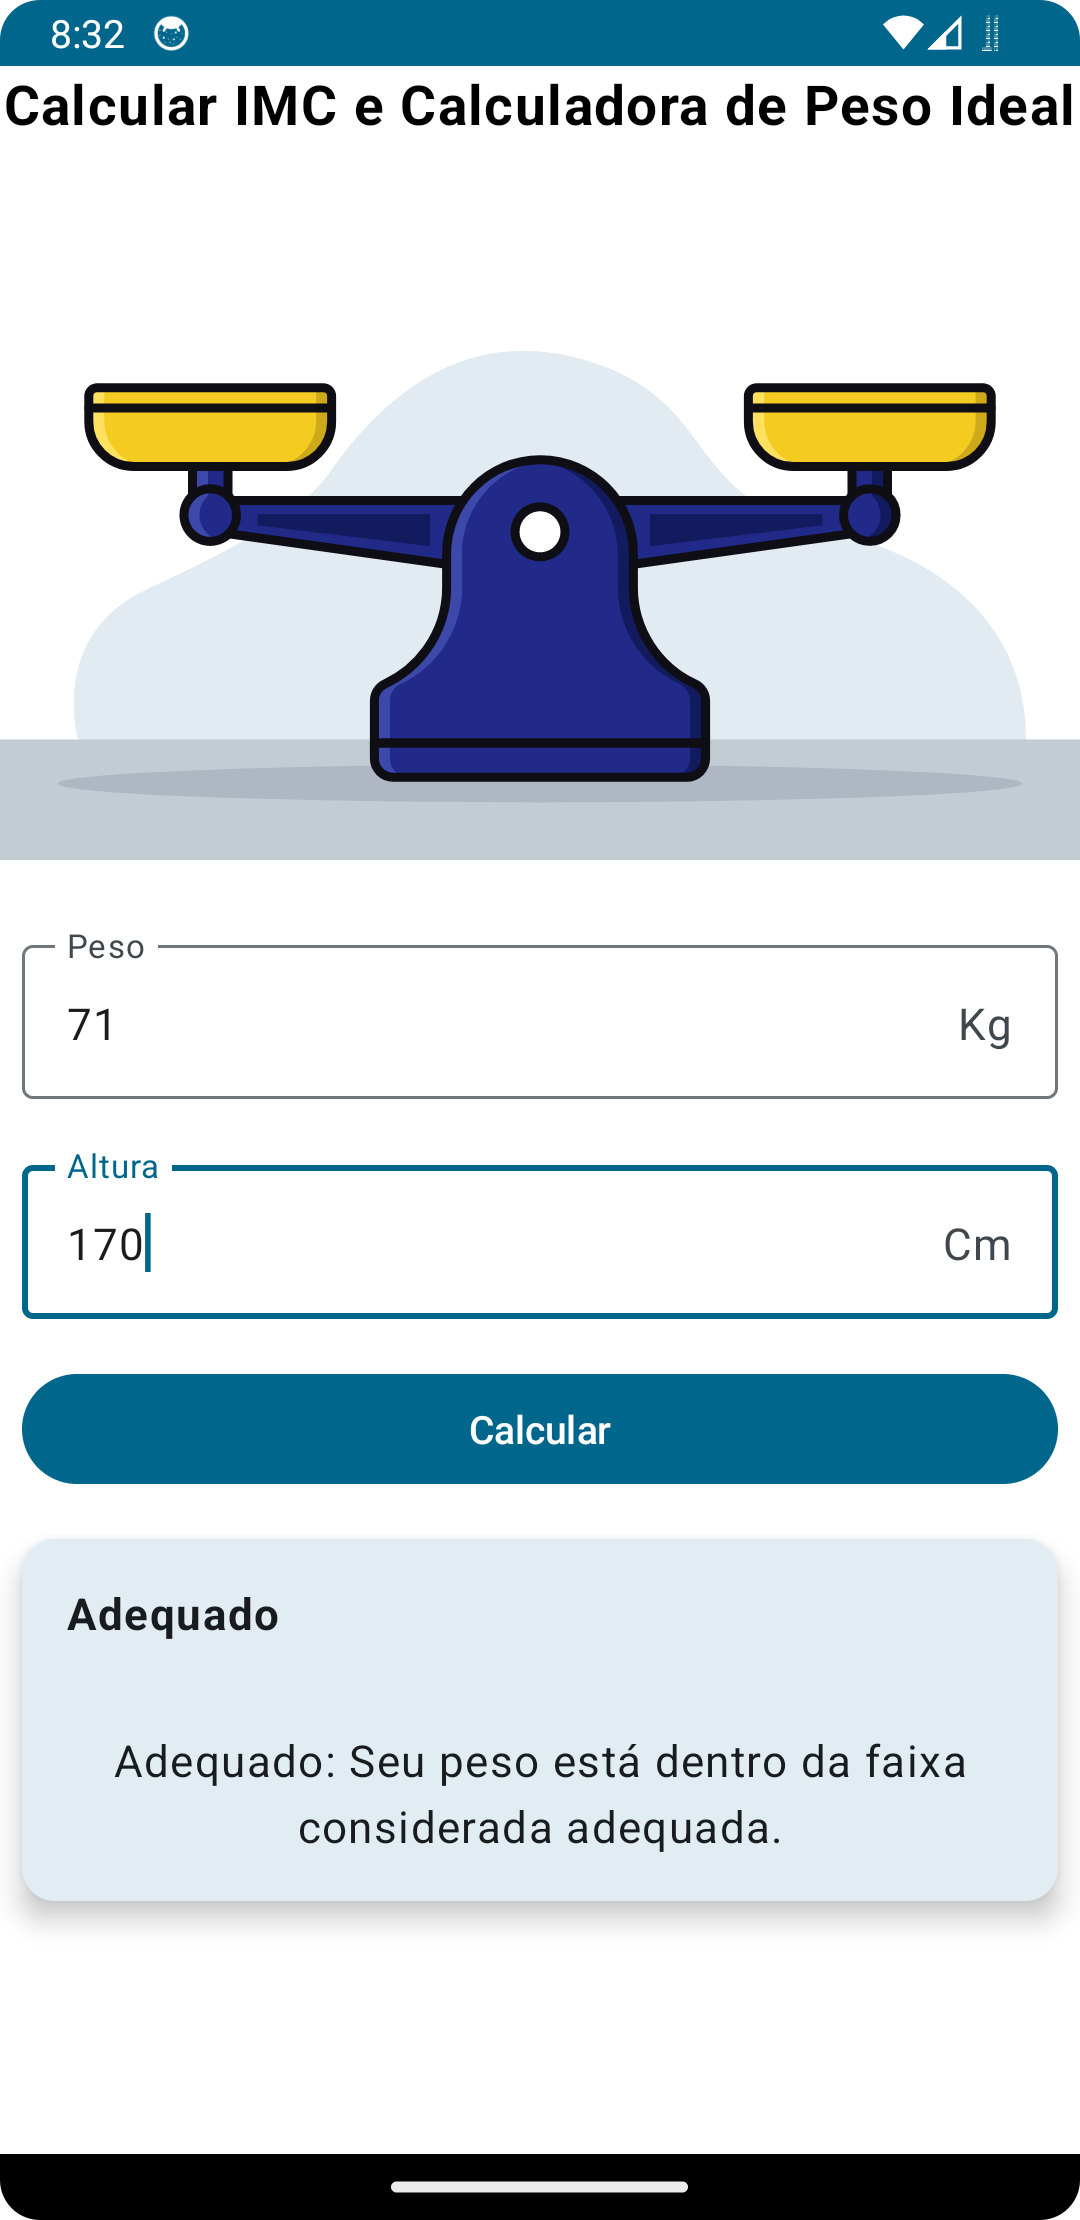 8:32
Calcular IMC e Calculadora de Peso Ideal
Peso
71 Kg
Altura
170 Cm
Calcular
Adequado
Adequado: Seu peso está dentro da faixa
considerada adequada.